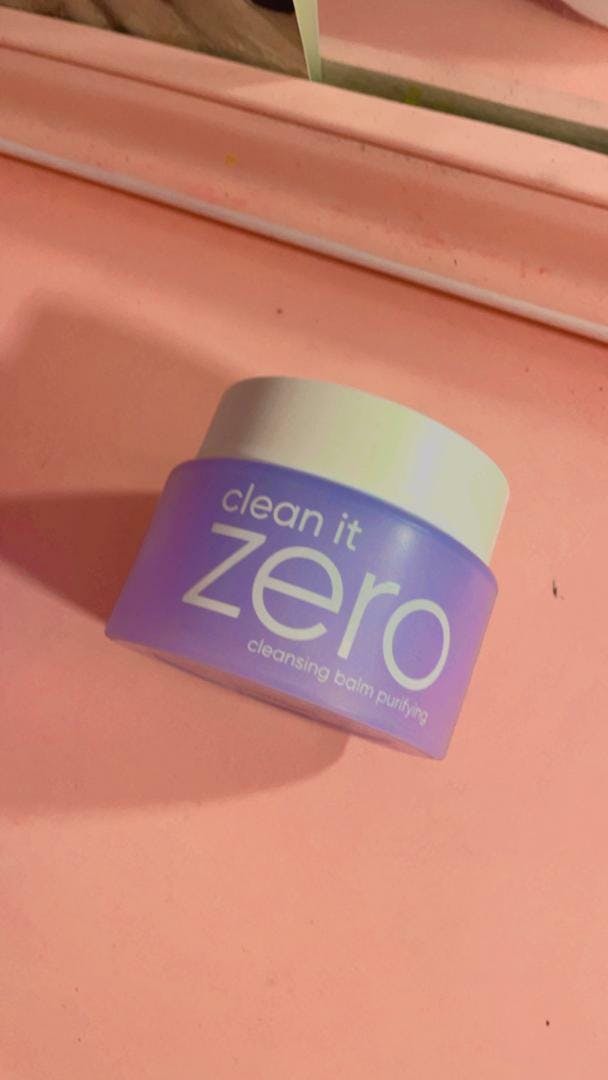 clean it
zero
cleansing balm purifying